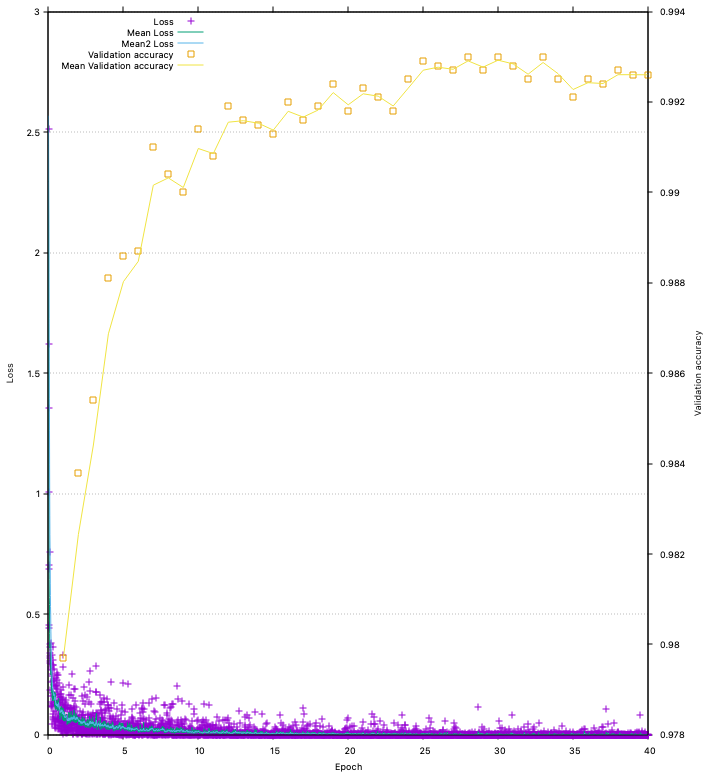 Loss
Mean Loss
Mean2 Loss
Validation accuracy
Mean Validation accuracy
3
2.5
2
1.5
1
0.5
0
Loss
0.994
0.992
0.99
0.988
0.986
0.984
0.982
0.98
0.978
Validation accuracy
0 5 10 15 20 25 30 35 40
Epoch